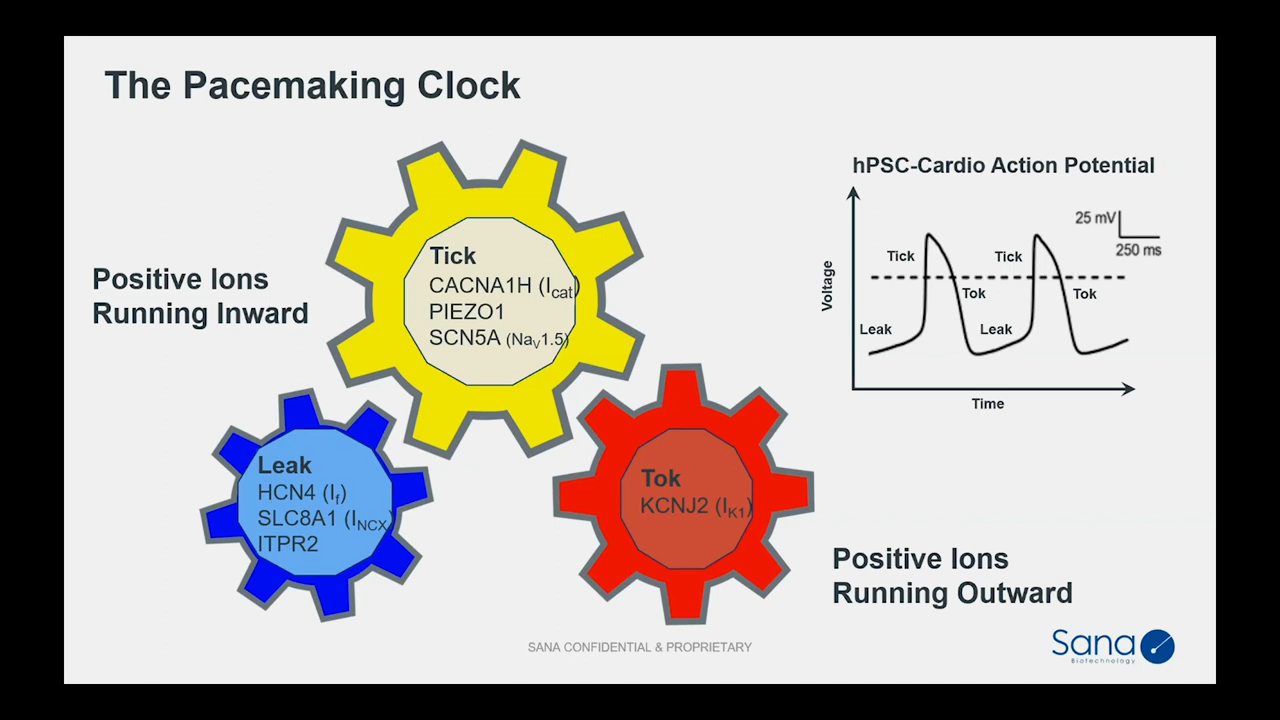 The Pacemaking Clock
Positive Ions
Running Inward
Tick
CACNA1H (Icat)
PIEZO1
SCN5A (NaV1.5)
Leak
HCN4 (If)
SLC8A1 (INCX)
ITPR2
Tok
KCNJ2 (IK1)
hPSC-Cardio Action Potential
25 mV
250 ms
Voltage
Tick
Tick
Tok
Tok
Leak
Leak
Time
Positive Ions
Running Outward
SANA CONFIDENTIAL & PROPRIETARY
Sana
Biotechnology